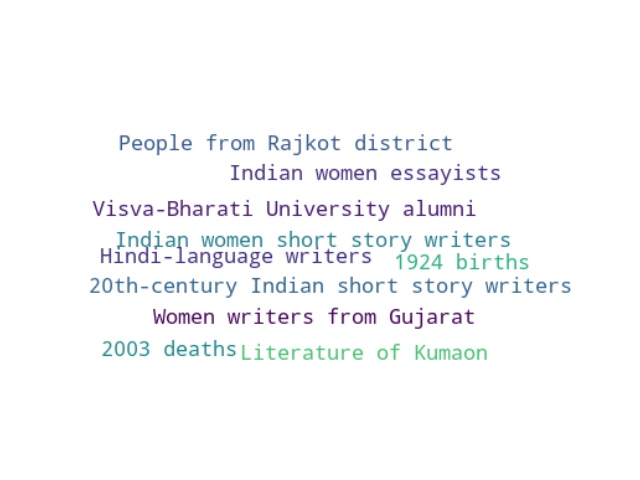 People from Rajkot district
Indian women essayists
Visva-Bharati University alumni
Indian women short story writers
Hindi-language writers
1924 births
20th-century Indian short story writers
Women writers from Gujarat
2003 deaths
Literature of Kumaon